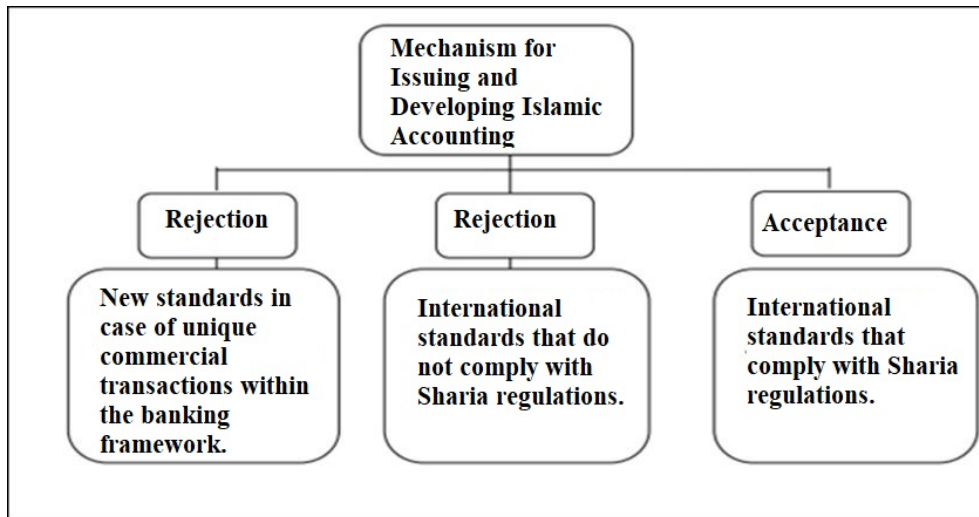 Mechanism for
Issuing and
Developing Islamic
Accounting
Rejection
Rejection
Acceptance
New standards in
case of unique
commercial
transactions within
the banking
framework.
International
standards that do
not comply with
Sharia regulations.
International
standards that
comply with Sharia
regulations.